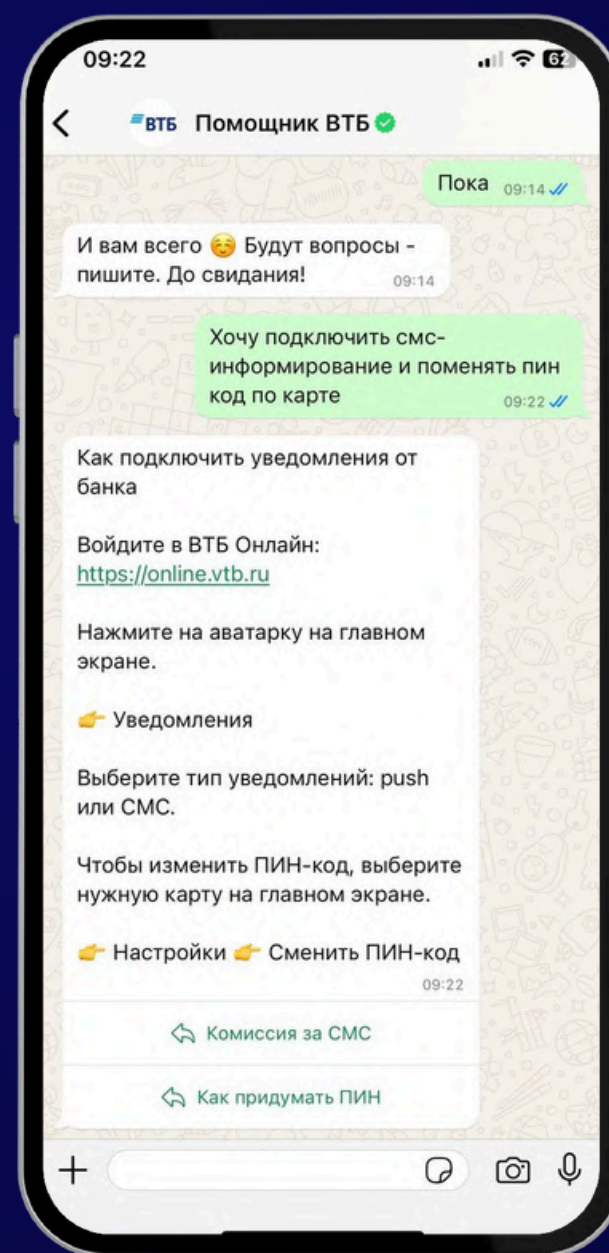 09:22
62
ВТБ Помощник ВТБ
Пока 09:14
И вам всего ☺️ Будут вопросы -
пишите. До свидания! 09:14
Хочу подключить смс-
информирование и поменять пин
код по карте 09:22
Как подключить уведомления от
банка
Войдите в ВТБ Онлайн:
https://online.vtb.ru
Нажмите на аватарку на главном
экране.
👉 Уведомления
Выберите тип уведомлений: push
или СМС.
Чтобы изменить ПИН-код, выберите
нужную карту на главном экране.
👉 Настройки 👉 Сменить ПИН-код
09:22
Комиссия за СМС
Как придумать ПИН